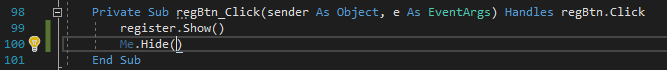 98 Private Sub regBtn_Click(sender As Object, e As EventArgs) Handles regBtn.Click
99 register.Show()
100 Me.Hide()
101 End Sub